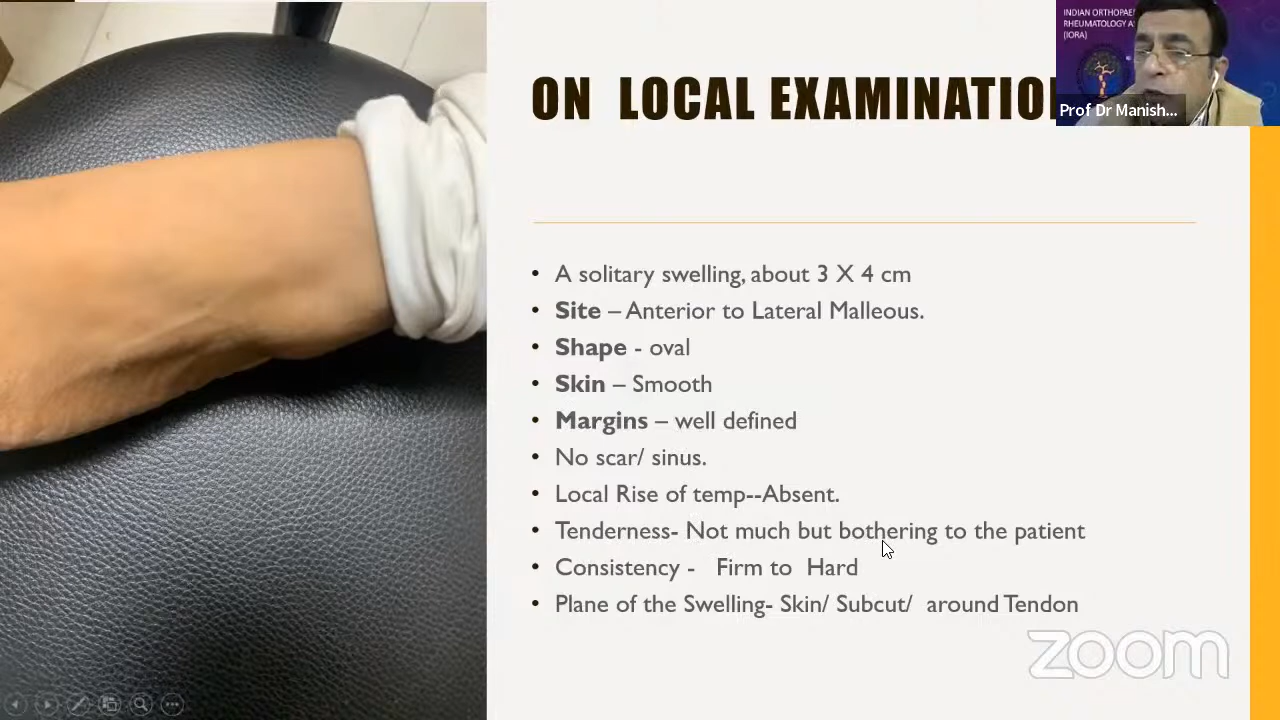 INDIAN ORTHOPAE
RHEUMATOLOGY A
(IORA)
Prof Dr Manish...
ON LOCAL EXAMINATIO
• A solitary swelling, about 3 X 4 cm
• Site – Anterior to Lateral Malleous.
• Shape - oval
• Skin – Smooth
• Margins – well defined
• No scar/ sinus.
• Local Rise of temp--Absent.
• Tenderness- Not much but bothering to the patient
• Consistency - Firm to Hard
• Plane of the Swelling- Skin/ Subcut/ around Tendon
zoom